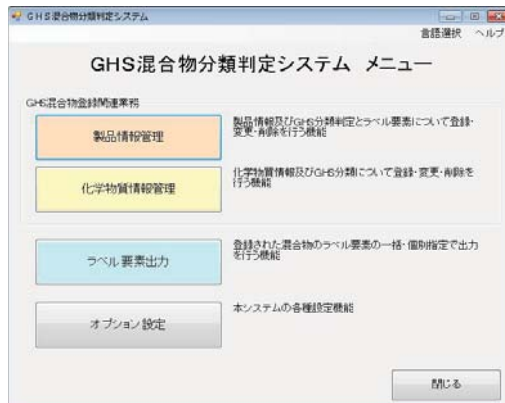 GHS混合物分類判定システム
言語選択 ヘルプ
GHS混合物分類判定システム メニュー
GHS混合物登録関連業務
製品情報管理
製品情報及びGHS分類判定とラベル要素について登録・
変更・削除を行う機能
化学物質情報管理
化学物質情報及びGHS分類について登録・変更・削除を
行う機能
ラベル要素出力
登録された混合物のラベル要素の一括・個別指定で出力
を行う機能
オプション設定
本システムの各種設定機能
閉じる